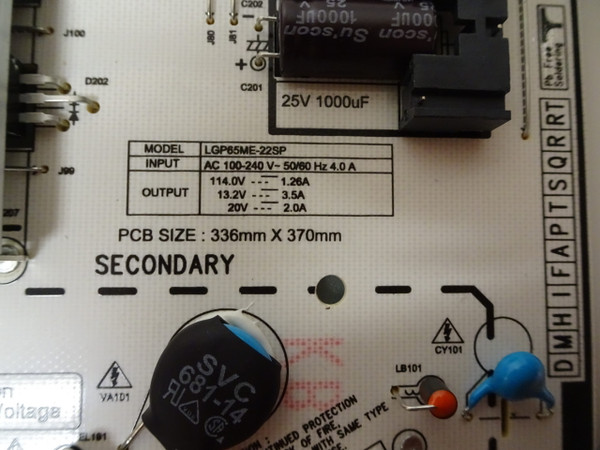 C202
J100
J80
J81
1000UF
Su'scon
1000UF
D202
C201
25V 1000uF
Pb Free
Soldering
J99
MODEL LGP65ME-22SP
INPUT AC 100-240 V~ 50/60 Hz 4.0 A
OUTPUT 114.0V 1.26A
13.2V 3.5A
20V 2.0A
PCB SIZE : 336mm X 370mm
SECONDARY
D M H I F A P T S Q R R T
SVC
681-14
VA101
CY101
LB101
Voltage
CONTINUED PROTECTION
OF FIRE,
WITH SAME TYPE